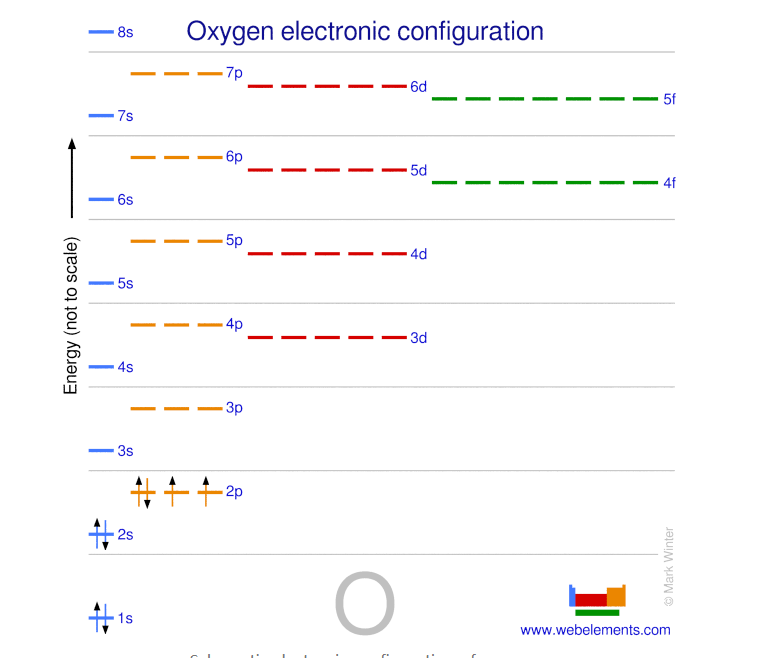 8s
Oxygen electronic configuration
7p
6d
5f
7s
6p
5d
4f
6s
5p
4d
5s
4p
3d
4s
3p
3s
2p
2s
1s
Energy (not to scale)
O
© Mark Winter
www.webelements.com